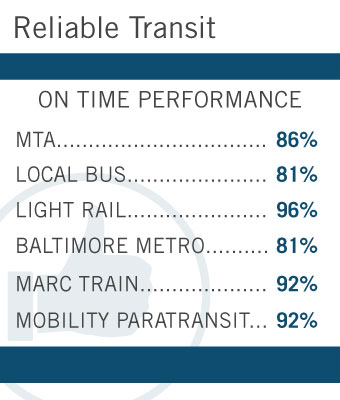 Reliable Transit
ON TIME PERFORMANCE
MTA................................. 86%
LOCAL BUS...................... 81%
LIGHT RAIL...................... 96%
BALTIMORE METRO.......... 81%
MARC TRAIN.................... 92%
MOBILITY PARATRANSIT... 92%